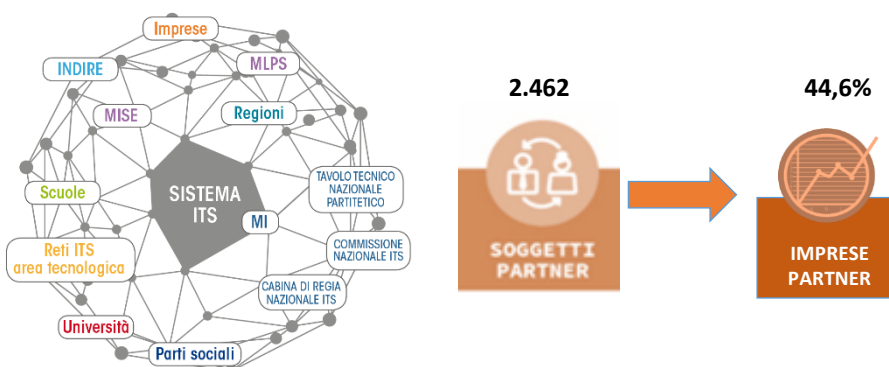 Imprese
INDIRE
MLPS
MISE
Regioni
Scuole
SISTEMA
ITS
TAVOLO TECNICO
NAZIONALE
PARTITETICO
MI
Reti ITS
area tecnologica
COMMISSIONE
NAZIONALE ITS
CABINA DI REGIA
NAZIONALE ITS
Università
Parti sociali
2.462
SOGGETTI
PARTNER
44,6%
IMPRESE
PARTNER